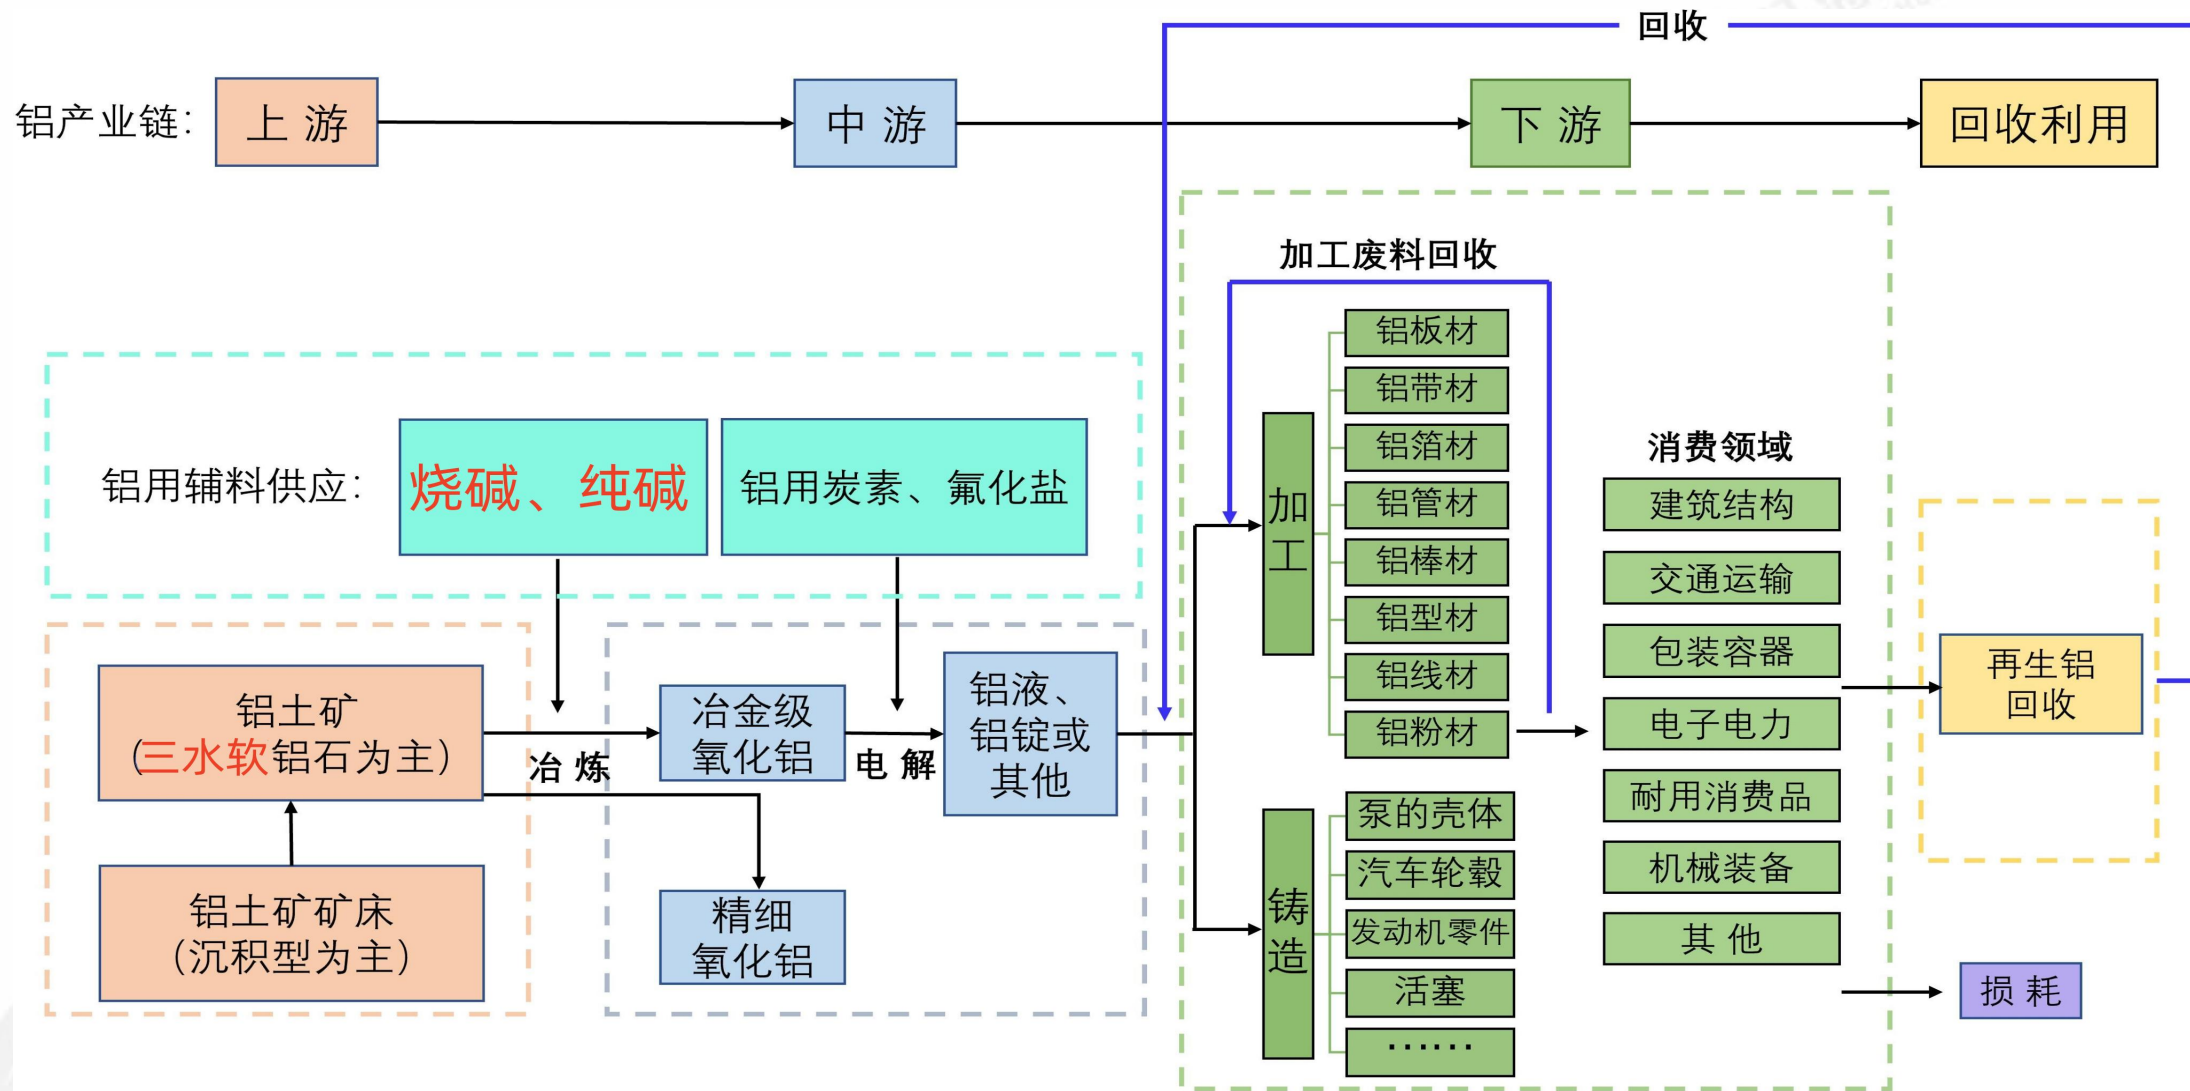 回收
铝产业链：
上 游
中 游
下 游
回收利用
加工废料回收
铝用辅料供应：
烧碱、纯碱
铝用炭素、氟化盐
铝土矿
（三水软铝石为主）
铝土矿矿床
（沉积型为主）
冶 炼
冶金级
氧化铝
精细
氧化铝
电 解
铝液、
铝锭或
其他
加
工
铝板材
铝带材
铝箔材
铝管材
铝棒材
铝型材
铝线材
铝粉材
铸
造
泵的壳体
汽车轮毂
发动机零件
活塞
......
消费领域
建筑结构
交通运输
包装容器
电子电力
耐用消费品
机械装备
其 他
再生铝
回收
损 耗